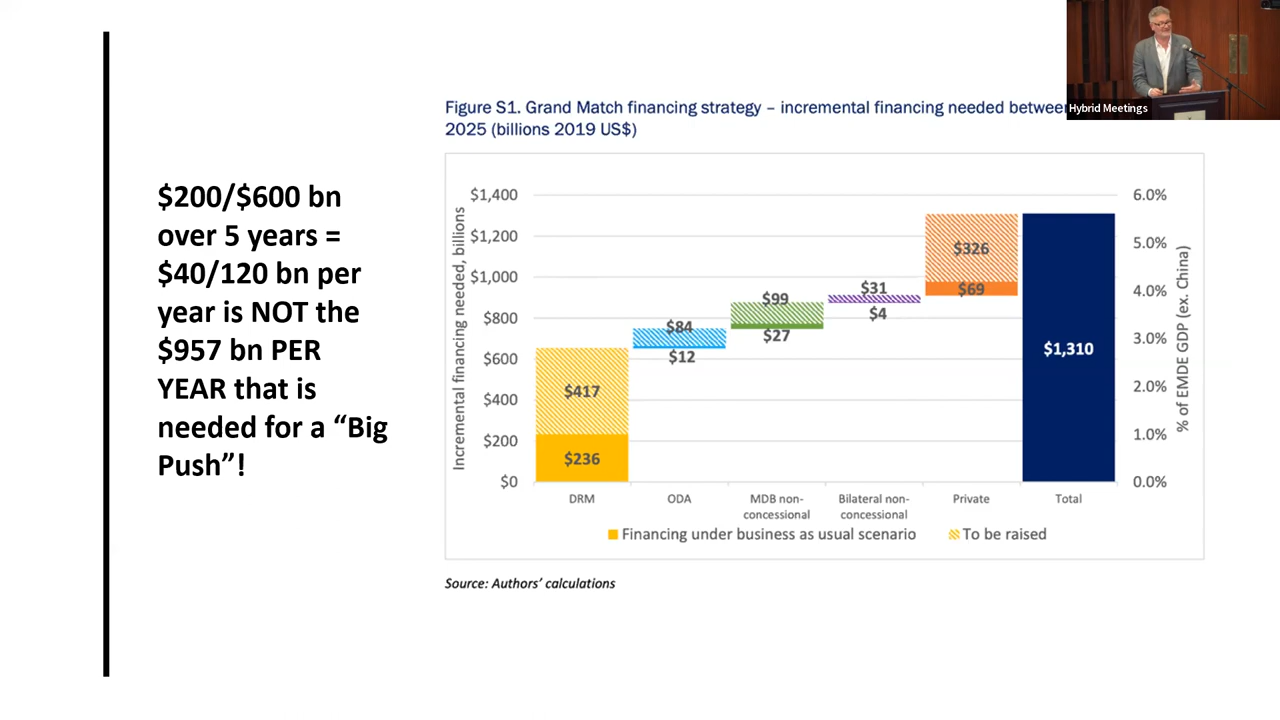 Hybrid Meetings
$200/$600 bn
over 5 years =
$40/120 bn per
year is NOT the
$957 bn PER
YEAR that is
needed for a “Big
Push”!
Figure S1. Grand Match financing strategy – incremental financing needed between
2025 (billions 2019 US$)
Incremental financing needed, billions
$1,400
$1,200
$1,000
$800
$600
$400
$200
$0
6.0%
5.0%
4.0%
3.0%
2.0%
1.0%
0.0%
% of EMDE GDP (ex. China)
$417
$236
$84
$12
$99
$27
$31
$4
$326
$69
$1,310
DRM
ODA
MDB non-
concessional
Bilateral non-
concessional
Private
Total
Financing under business as usual scenario
To be raised
Source: Authors’ calculations